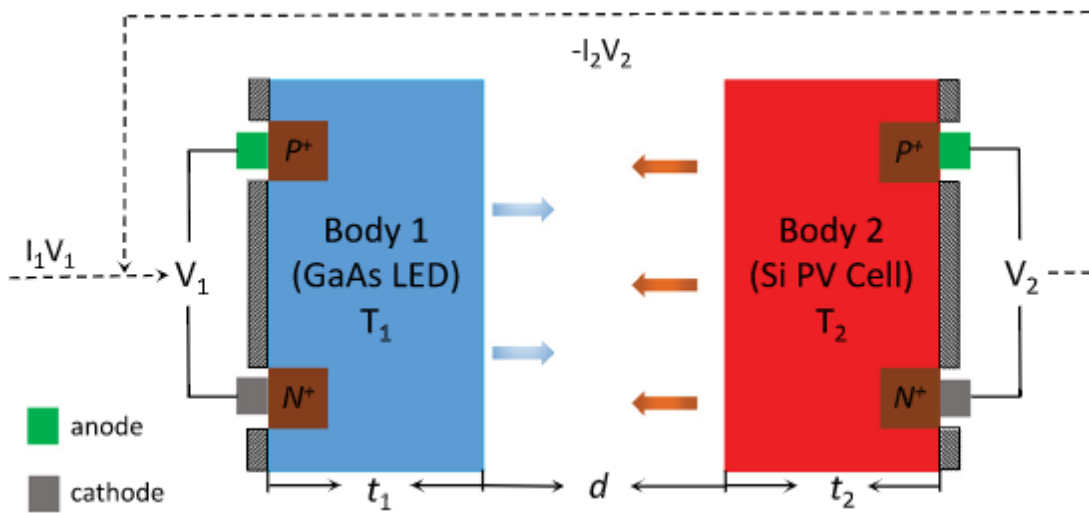 -I₂V₂
P⁺
P⁺
I₁V₁
V₁
Body 1
(GaAs LED)
T₁
Body 2
(Si PV Cell)
T₂
V₂
N⁺
N⁺
anode
cathode
t₁
d
t₂